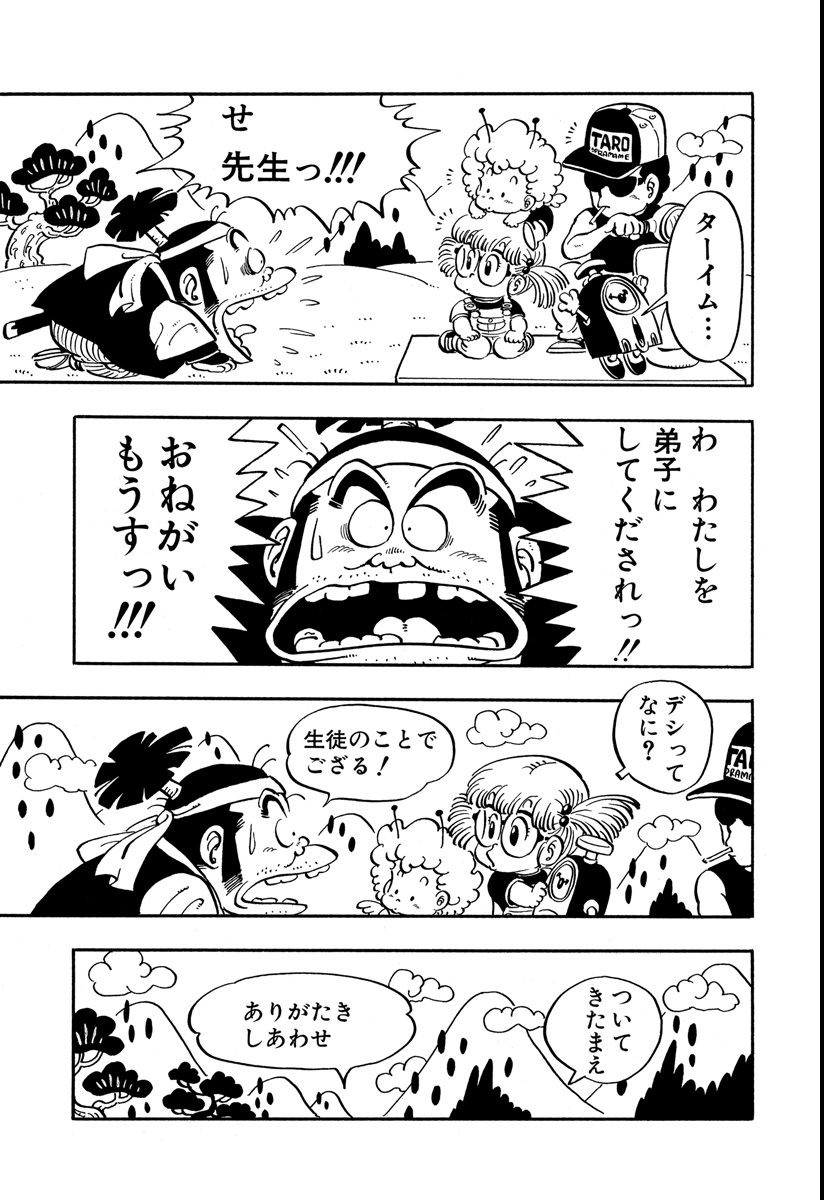 ターイム…
TARO
SORAMAME
せ
先生っ!!!
わ わたしを
弟子に
してくだされっ!!
おねがい
もうすっ!!!
デシって
なに?
生徒のことで
ござる!
ついて
きたまえ
ありがたき
しあわせ